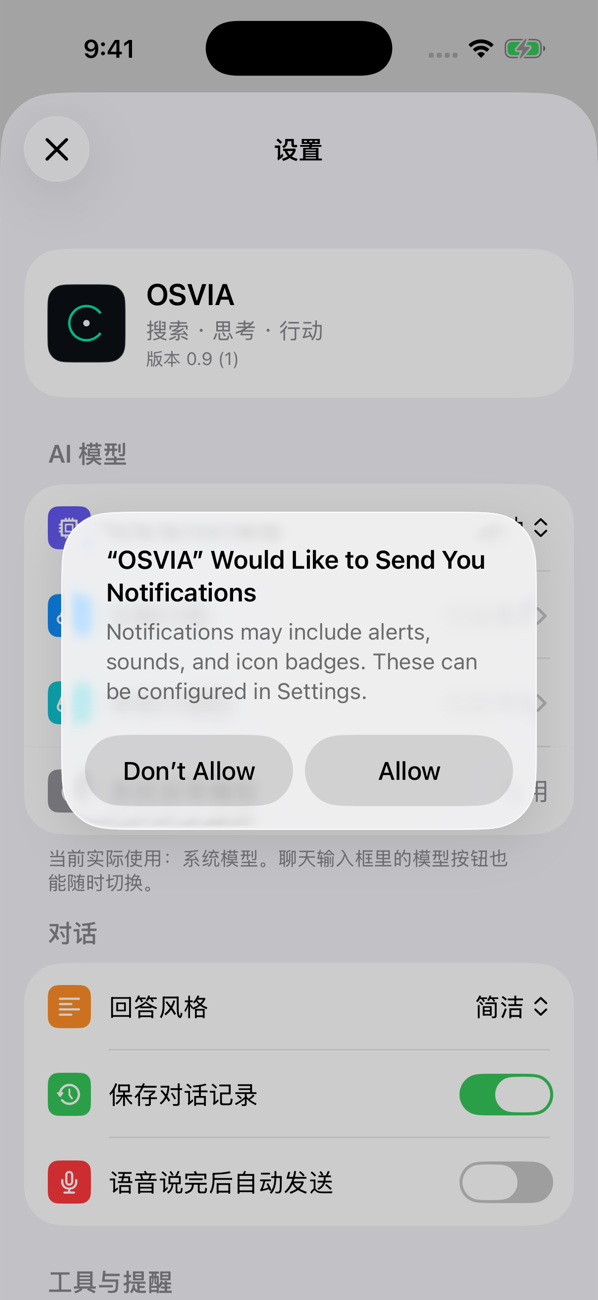 9:41
设置
OSVIA
搜索 · 思考 · 行动
版本 0.9 (1)
AI 模型
“OSVIA” Would Like to Send You
Notifications
Notifications may include alerts,
sounds, and icon badges. These can
be configured in Settings.
Don’t Allow
Allow
用
当前实际使用：系统模型。聊天输入框里的模型按钮也
能随时切换。
对话
回答风格
简洁
保存对话记录
语音说完后自动发送
工具与提醒